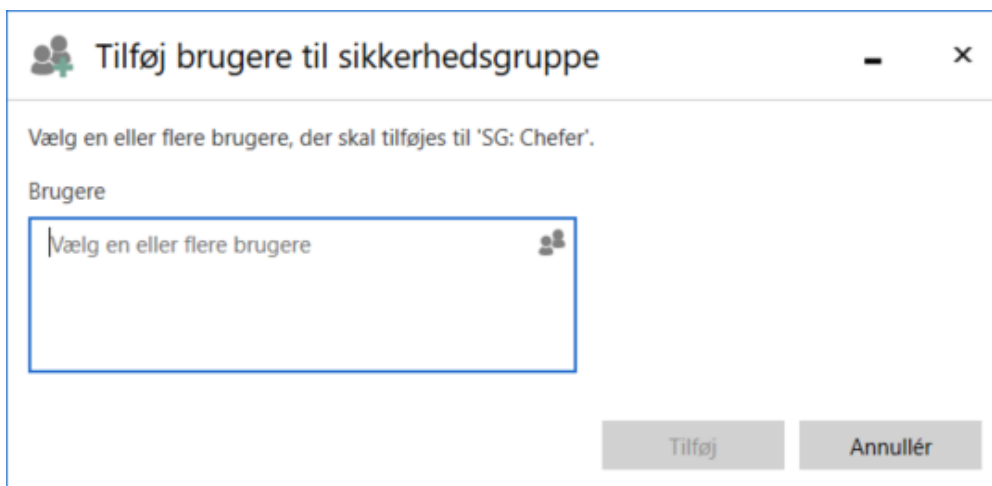 Tilføj brugere til sikkerhedsgruppe
Vælg en eller flere brugere, der skal tilføjes til 'SG: Chefer'.
Brugere
Vælg en eller flere brugere
Tilføj
Annullér